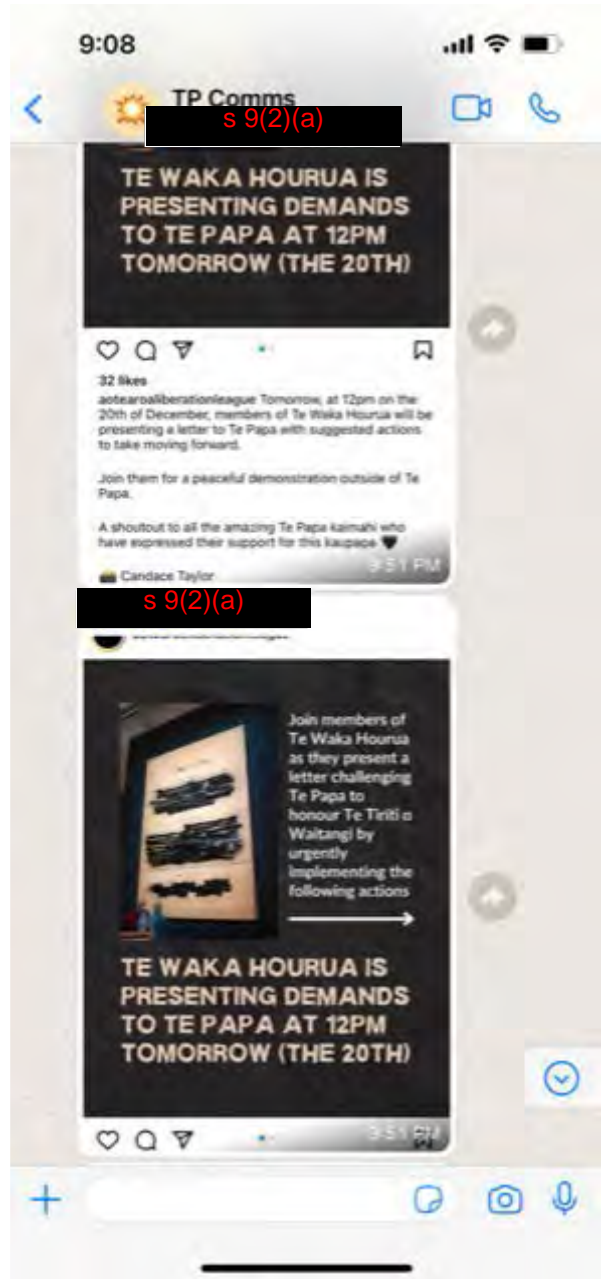 9:08
TP Comms
s 9(2)(a)
TE WAKA HOURUA IS
PRESENTING DEMANDS
TO TE PAPA AT 12PM
TOMORROW (THE 20TH)
32 likes
aotearoaliberationleague Tomorrow, at 12pm on the
20th of December, members of Te Waka Hourua will be
presenting a letter to Te Papa with suggested actions
to take moving forward.
Join them for a peaceful demonstration outside of Te
Papa.
A shoutout to all the amazing Te Papa kaimahi who
have expressed their support for this kaupapa 🖤
9:51 PM
📷 Candace Taylor
s 9(2)(a)
Join members of
Te Waka Hourua
as they present a
letter challenging
Te Papa to
honour Te Tiriti o
Waitangi by
urgently
implementing the
following actions
TE WAKA HOURUA IS
PRESENTING DEMANDS
TO TE PAPA AT 12PM
TOMORROW (THE 20TH)
9:51 PM